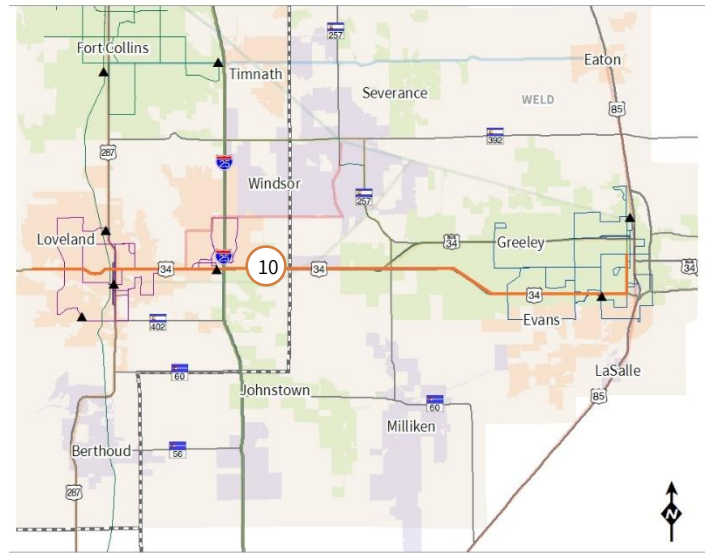 257
Fort Collins
Eaton
Timnath
Severance
WELD
85
392
287
25
Windsor
257
Loveland
25
34
Greeley
34
10
34
34
34
402
Evans
60
LaSalle
Johnstown
85
60
Milliken
Berthoud
56
287
N